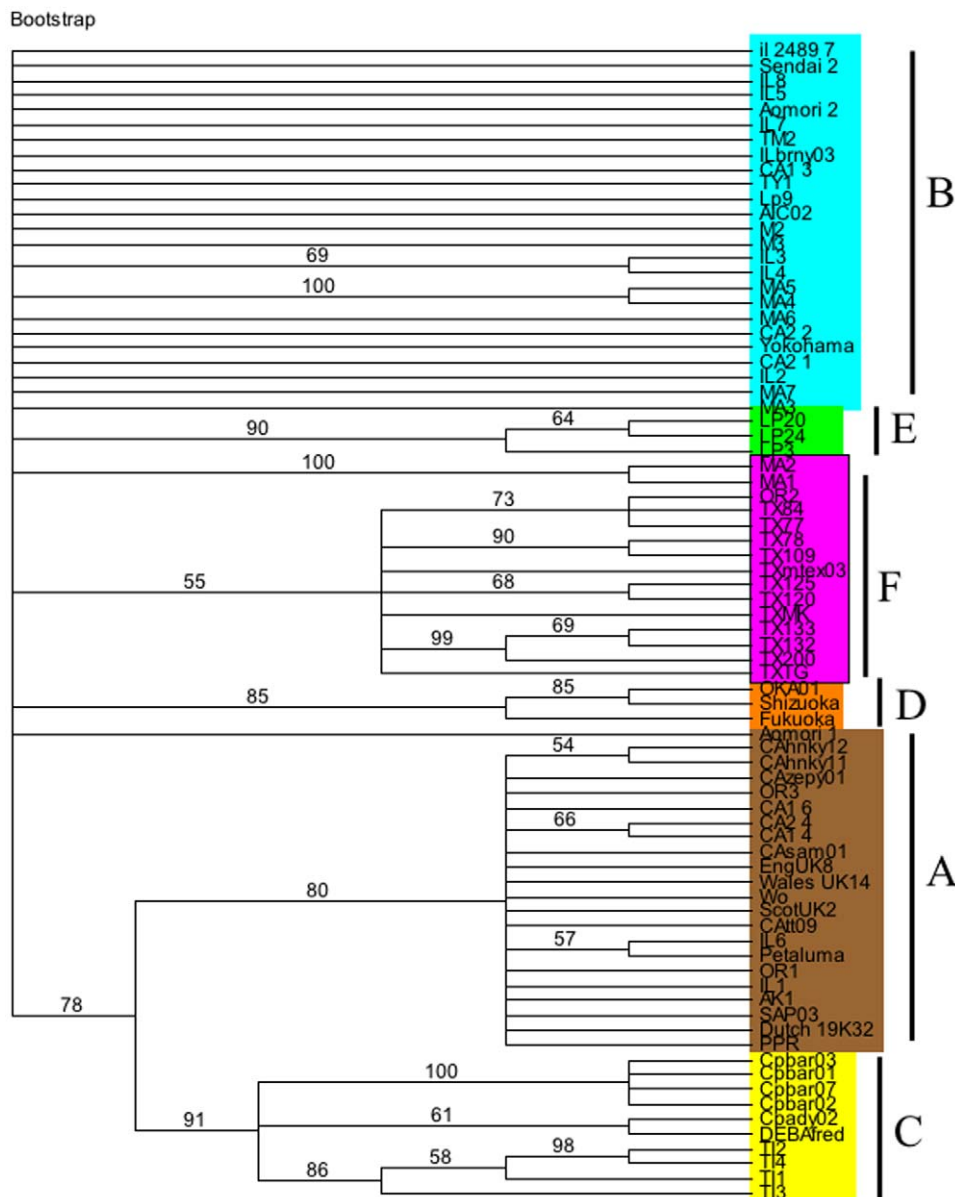 Bootstrap
il 2489 7
Sendai 2
IL8
IL5
Aomori 2
IL7
TM2
ILbrny03
CA1 3
TY1
Lp9
AIC02
M2
M3
69
IL3
IL4
100
MA5
MA4
MA6
CA2 2
Yokohama
CA2 1
IL2
MA7
MA3
B
90
64
LP20
LP24
LP3
E
100
MA2
MA1
73
OR2
TX84
TX77
90
TX78
TX109
TXmtex03
55
68
TX125
TX120
TXMK
99
69
TX133
TX132
TX200
TXTG
F
85
85
OKA01
Shizuoka
Fukuoka
D
Aomori 1
54
CAhnky12
CAhnky11
CAzepy01
OR3
CA1 6
66
CA2 4
CA1 4
CAsam01
EngUK8
80
Wales UK14
Wo
ScotUK2
CAtt09
57
IL6
Petaluma
OR1
IL1
AK1
SAP03
Dutch 19K32
PPR
A
78
100
Cpbar03
Cpbar01
Cpbar07
Cpbar02
91
61
Cpady02
DEBAfred
86
58
98
TI2
TI4
TI1
TI3
C